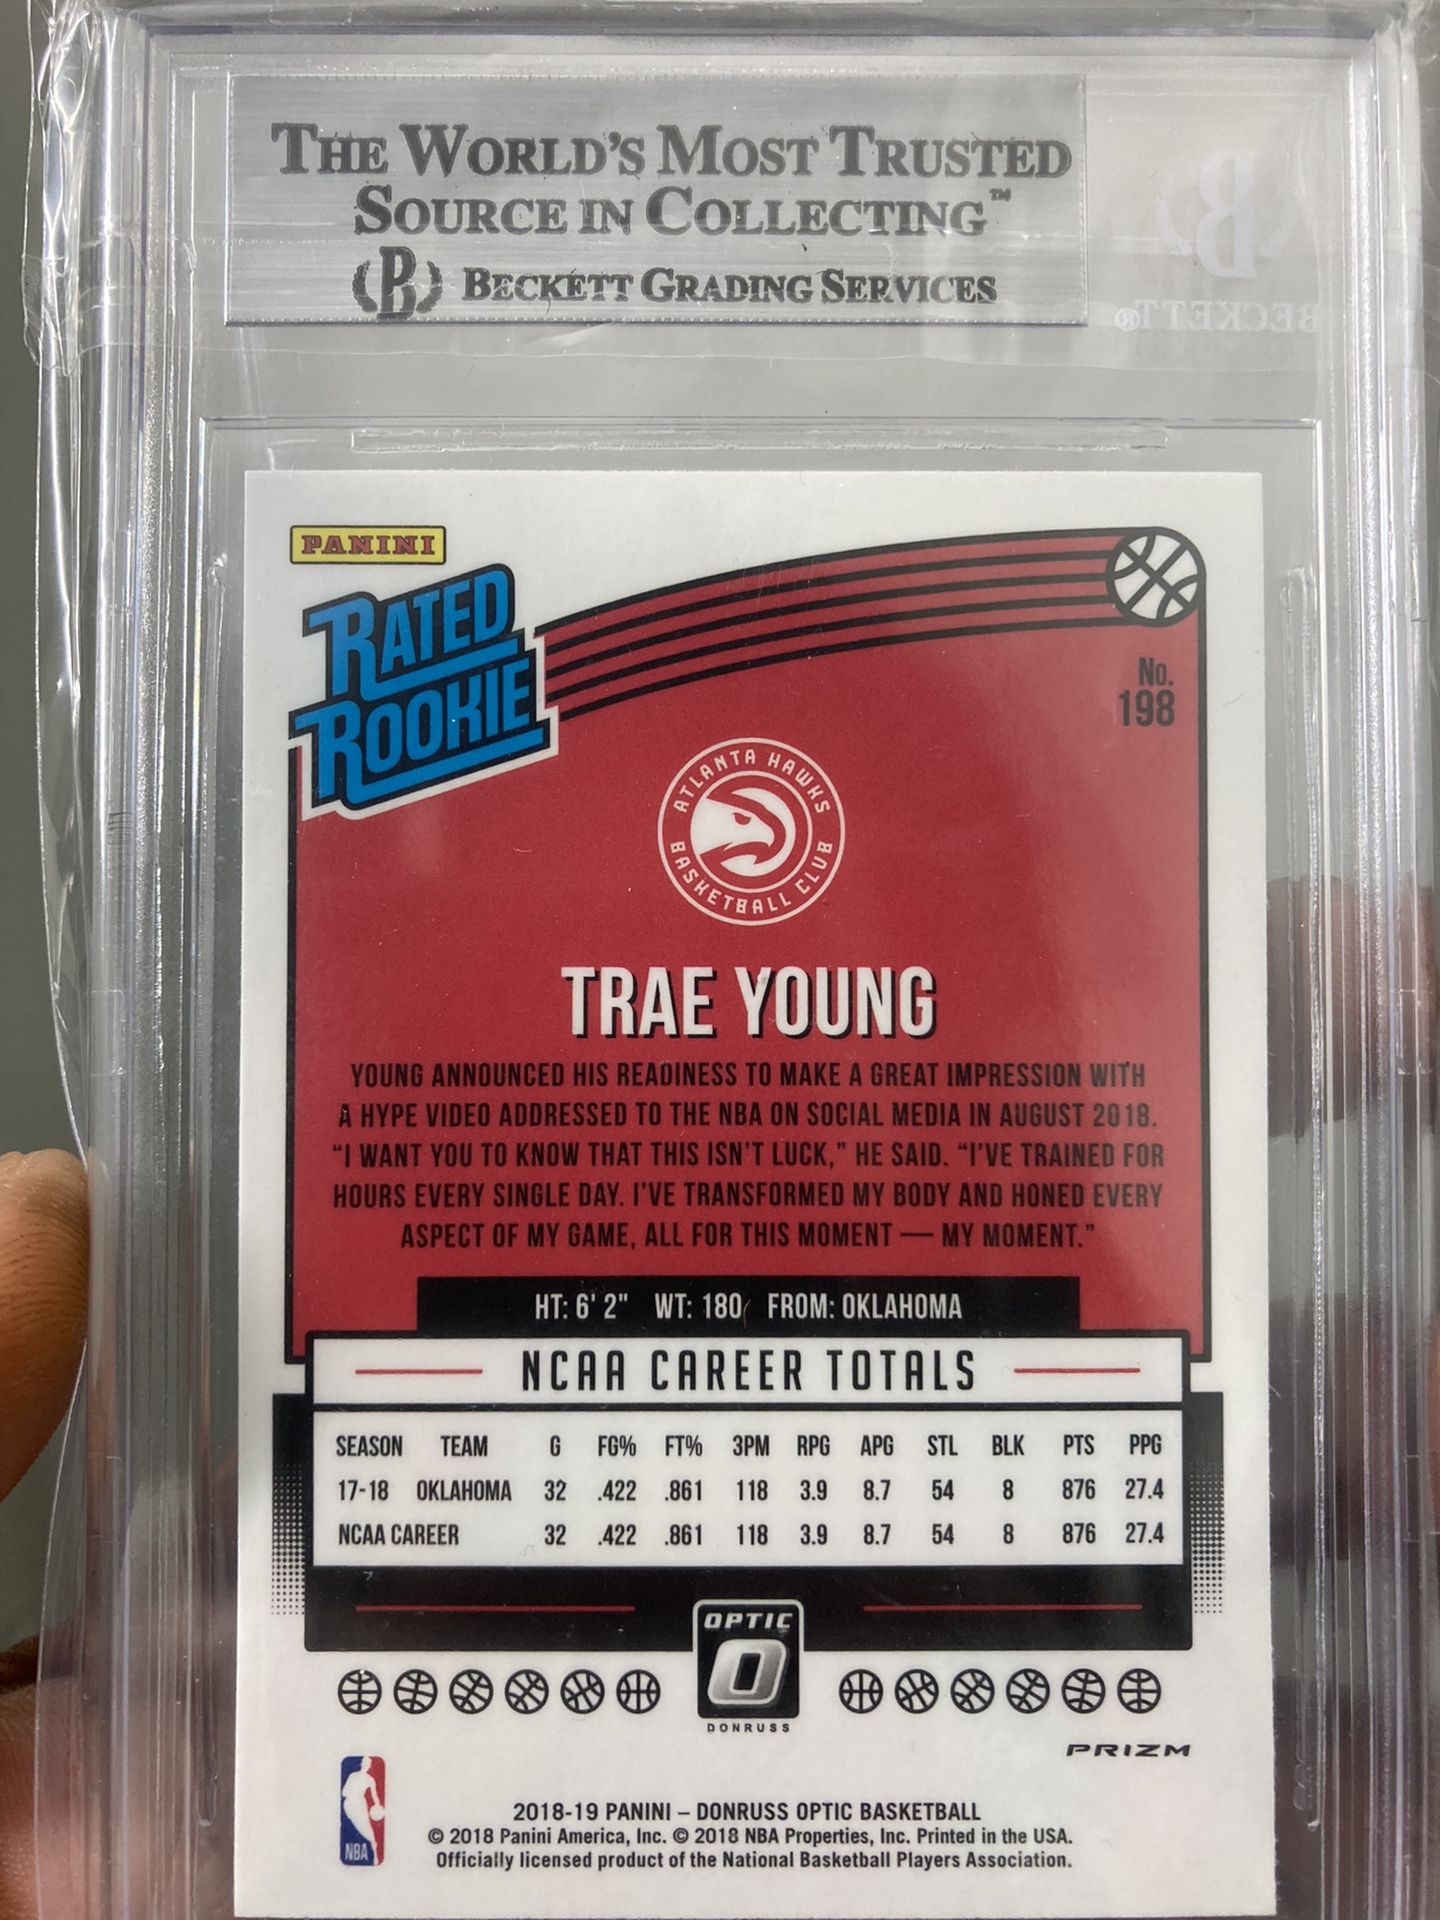 THE WORLD'S MOST TRUSTED
SOURCE IN COLLECTING™
B BECKETT GRADING SERVICES
BECKETT®
PANINI
RATED
ROOKIE
No.
198
ATLANTA HAWKS
BASKETBALL CLUB
TRAE YOUNG
YOUNG ANNOUNCED HIS READINESS TO MAKE A GREAT IMPRESSION WITH
A HYPE VIDEO ADDRESSED TO THE NBA ON SOCIAL MEDIA IN AUGUST 2018.
“I WANT YOU TO KNOW THAT THIS ISN'T LUCK,” HE SAID. “I'VE TRAINED FOR
HOURS EVERY SINGLE DAY. I'VE TRANSFORMED MY BODY AND HONED EVERY
ASPECT OF MY GAME, ALL FOR THIS MOMENT — MY MOMENT.”
HT: 6' 2" WT: 180 FROM: OKLAHOMA
NCAA CAREER TOTALS
SEASON TEAM G FG% FT% 3PM RPG APG STL BLK PTS PPG
17-18 OKLAHOMA 32 .422 .861 118 3.9 8.7 54 8 876 27.4
NCAA CAREER 32 .422 .861 118 3.9 8.7 54 8 876 27.4
OPTIC
O
DONRUSS
PRIZM
NBA
2018-19 PANINI – DONRUSS OPTIC BASKETBALL
© 2018 Panini America, Inc. © 2018 NBA Properties, Inc. Printed in the USA.
Officially licensed product of the National Basketball Players Association.